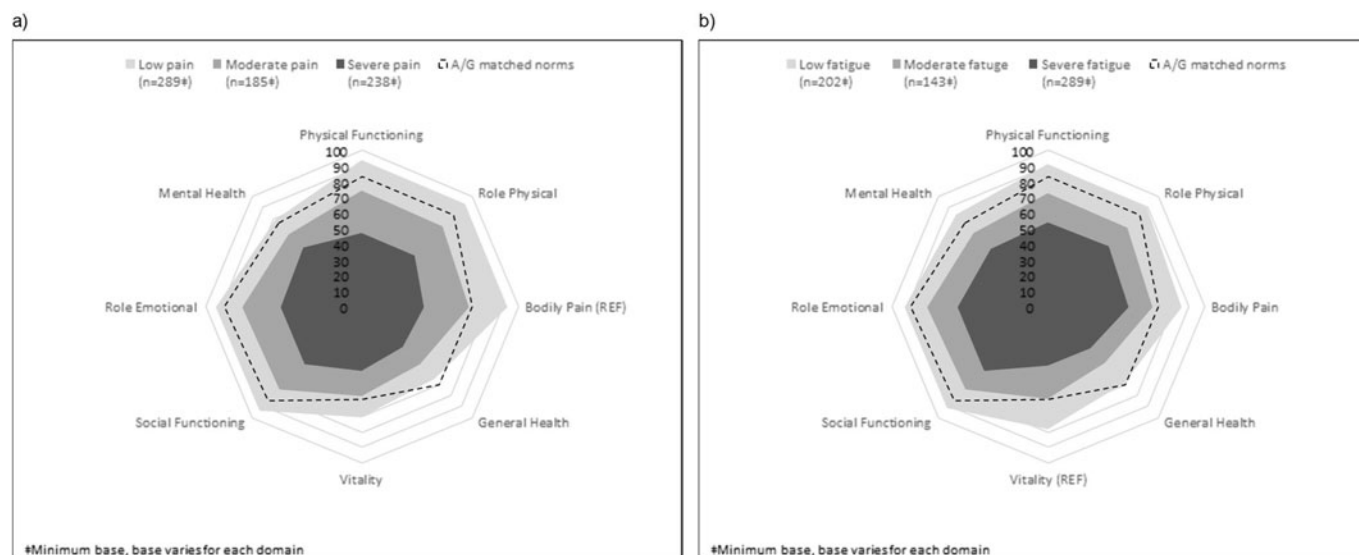 a)
Low pain Moderate pain Severe pain A/G matched norms
(n=289‡) (n=185‡) (n=238‡)
Physical Functioning
100
Mental Health 90 Role Physical
80
70
60
50
40
30
20
10
Role Emotional 0 Bodily Pain (REF)
Social Functioning General Health
Vitality
‡Minimum base, base varies for each domain
b)
Low fatigue Moderate fatuge Severe fatigue A/G matched norms
(n=202‡) (n=143‡) (n=289‡)
Physical Functioning
100
Mental Health 90 Role Physical
80
70
60
50
40
30
20
10
Role Emotional 0 Bodily Pain
Social Functioning General Health
Vitality (REF)
‡Minimum base, base varies for each domain